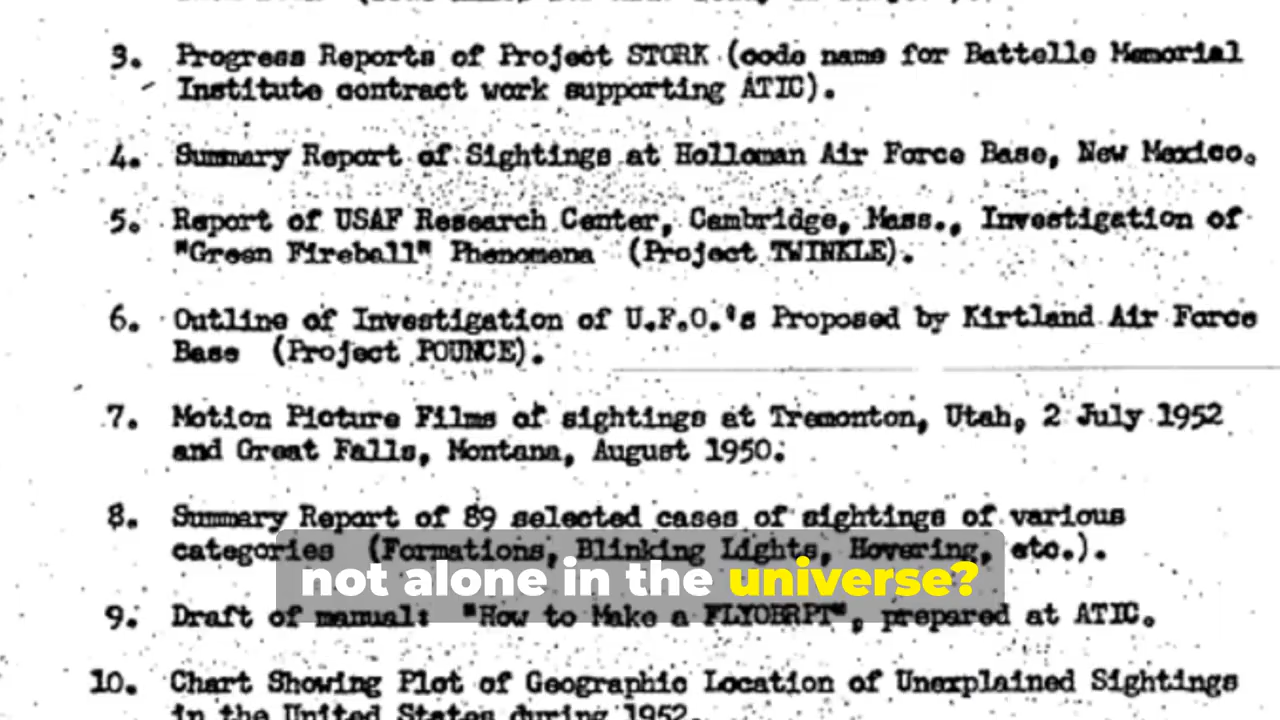 3. Progress Reports of Project STORK (code name for Battelle Memorial
Institute contract work supporting ATIC).
4. Summary Report of Sightings at Holloman Air Force Base, New Mexico.
5. Report of USAF Research Center, Cambridge, Mass., Investigation of
"Green Fireball" Phenomena (Project TWINKLE).
6. Outline of Investigation of U.F.O.'s Proposed by Kirtland Air Force
Base (Project POUNCE).
7. Motion Picture Films of sightings at Tremonton, Utah, 2 July 1952
and Great Falls, Montana, August 1950.
8. Summary Report of 89 selected cases of sightings of various
categories (Formations, Blinking Lights, Hovering, etc.).
not alone in the universe?
9. Draft of manual: "How to Make a FLYOBRPT", prepared at ATIC.
10. Chart Showing Plot of Geographic Location of Unexplained Sightings
in the United States during 1952.